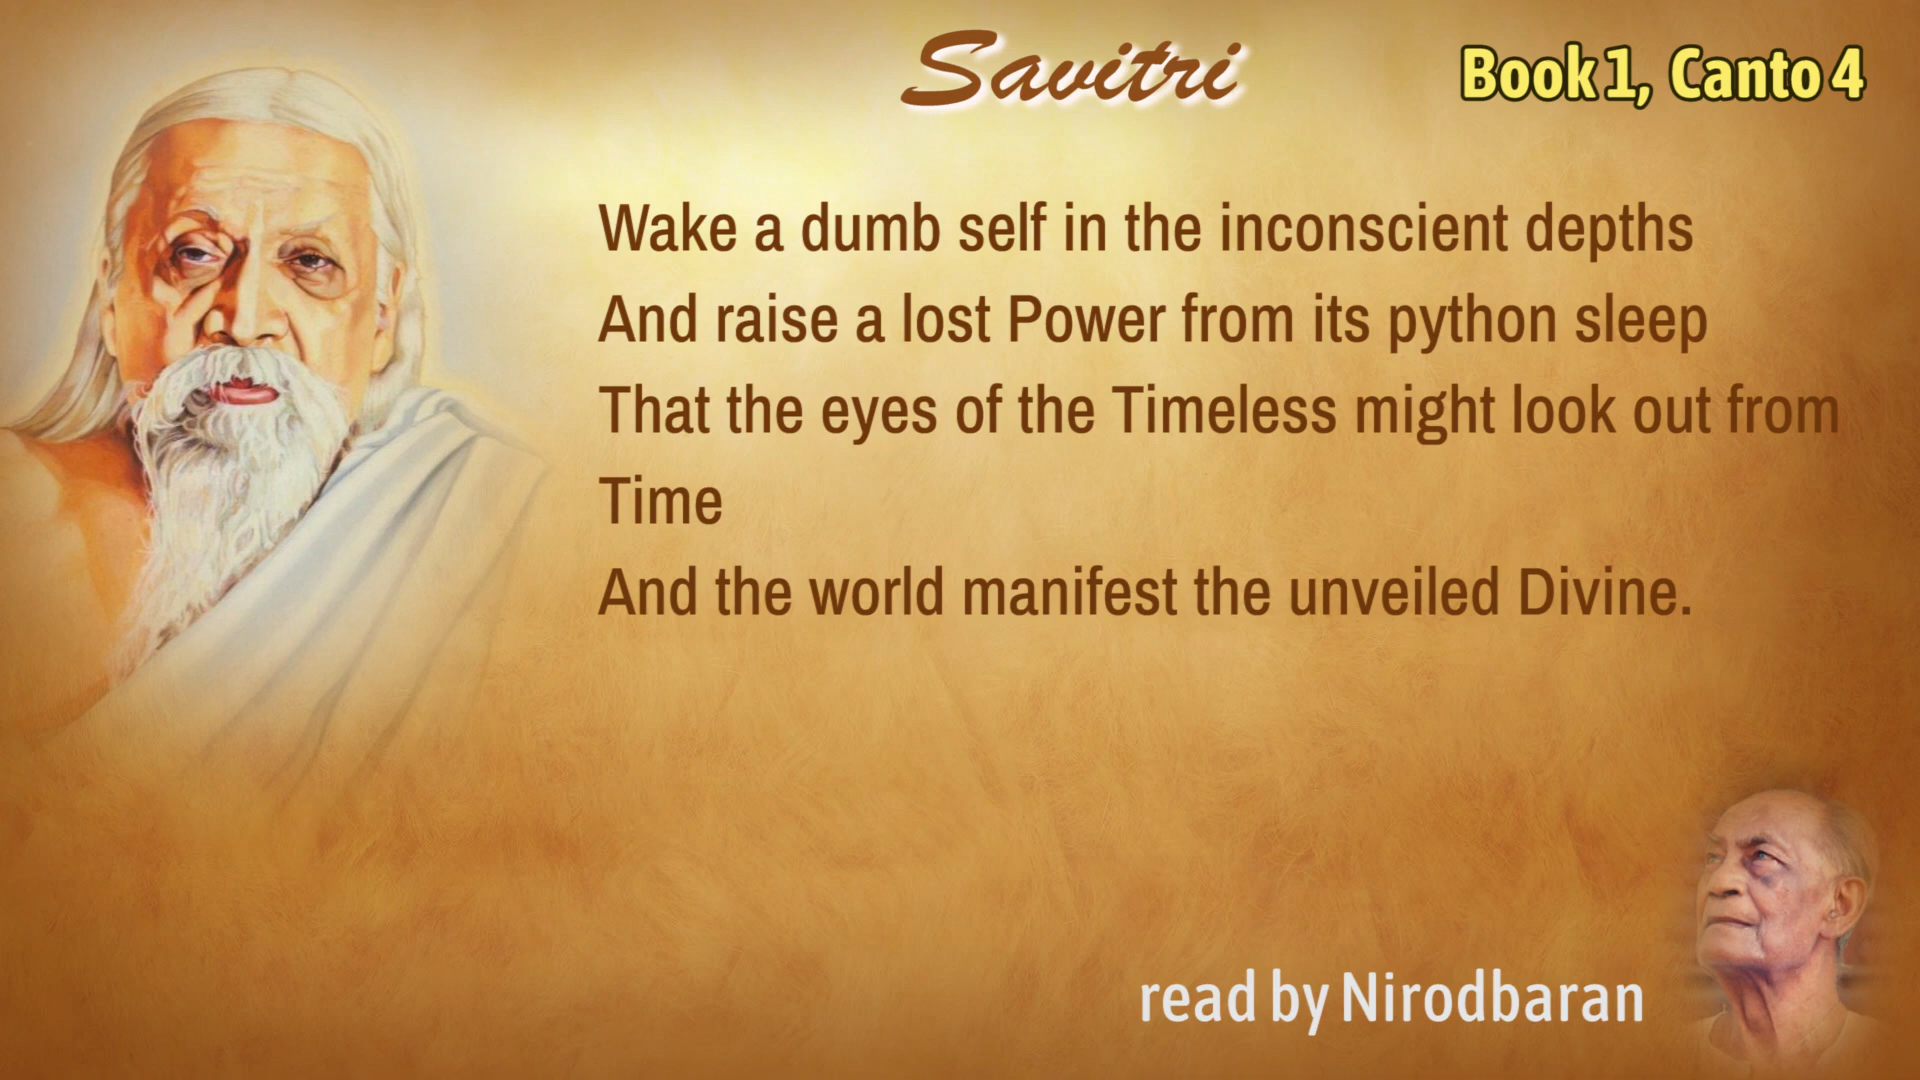 Savitri
Book 1, Canto 4
Wake a dumb self in the inconscient depths
And raise a lost Power from its python sleep
That the eyes of the Timeless might look out from
Time
And the world manifest the unveiled Divine.
read by Nirodbaran